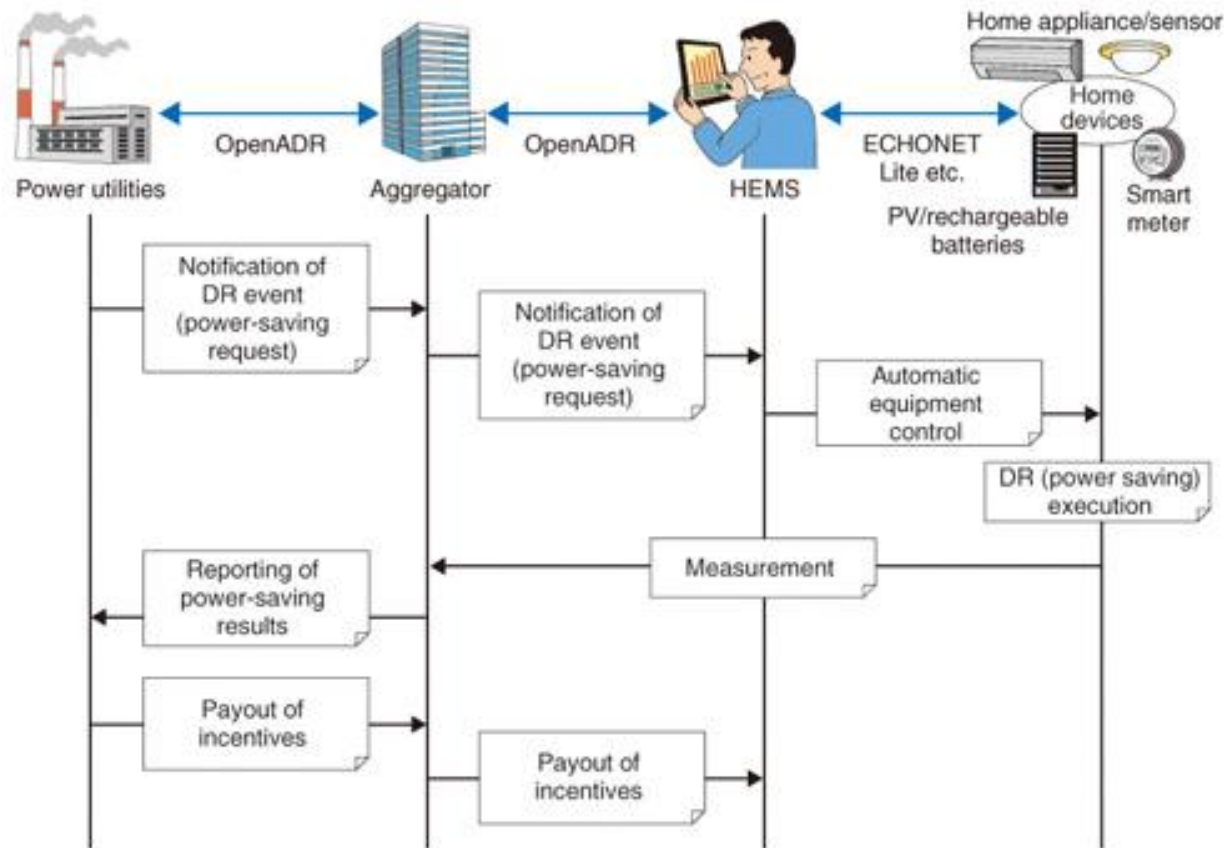 Home appliance/sensor
Home
devices
OpenADR
OpenADR
ECHONET
Lite etc.
Power utilities
Aggregator
HEMS
PV/rechargeable
batteries
Smart
meter
Notification of
DR event
(power-saving
request)
Notification of
DR event
(power-saving
request)
Automatic
equipment
control
DR (power saving)
execution
Measurement
Reporting of
power-saving
results
Payout of
incentives
Payout of
incentives